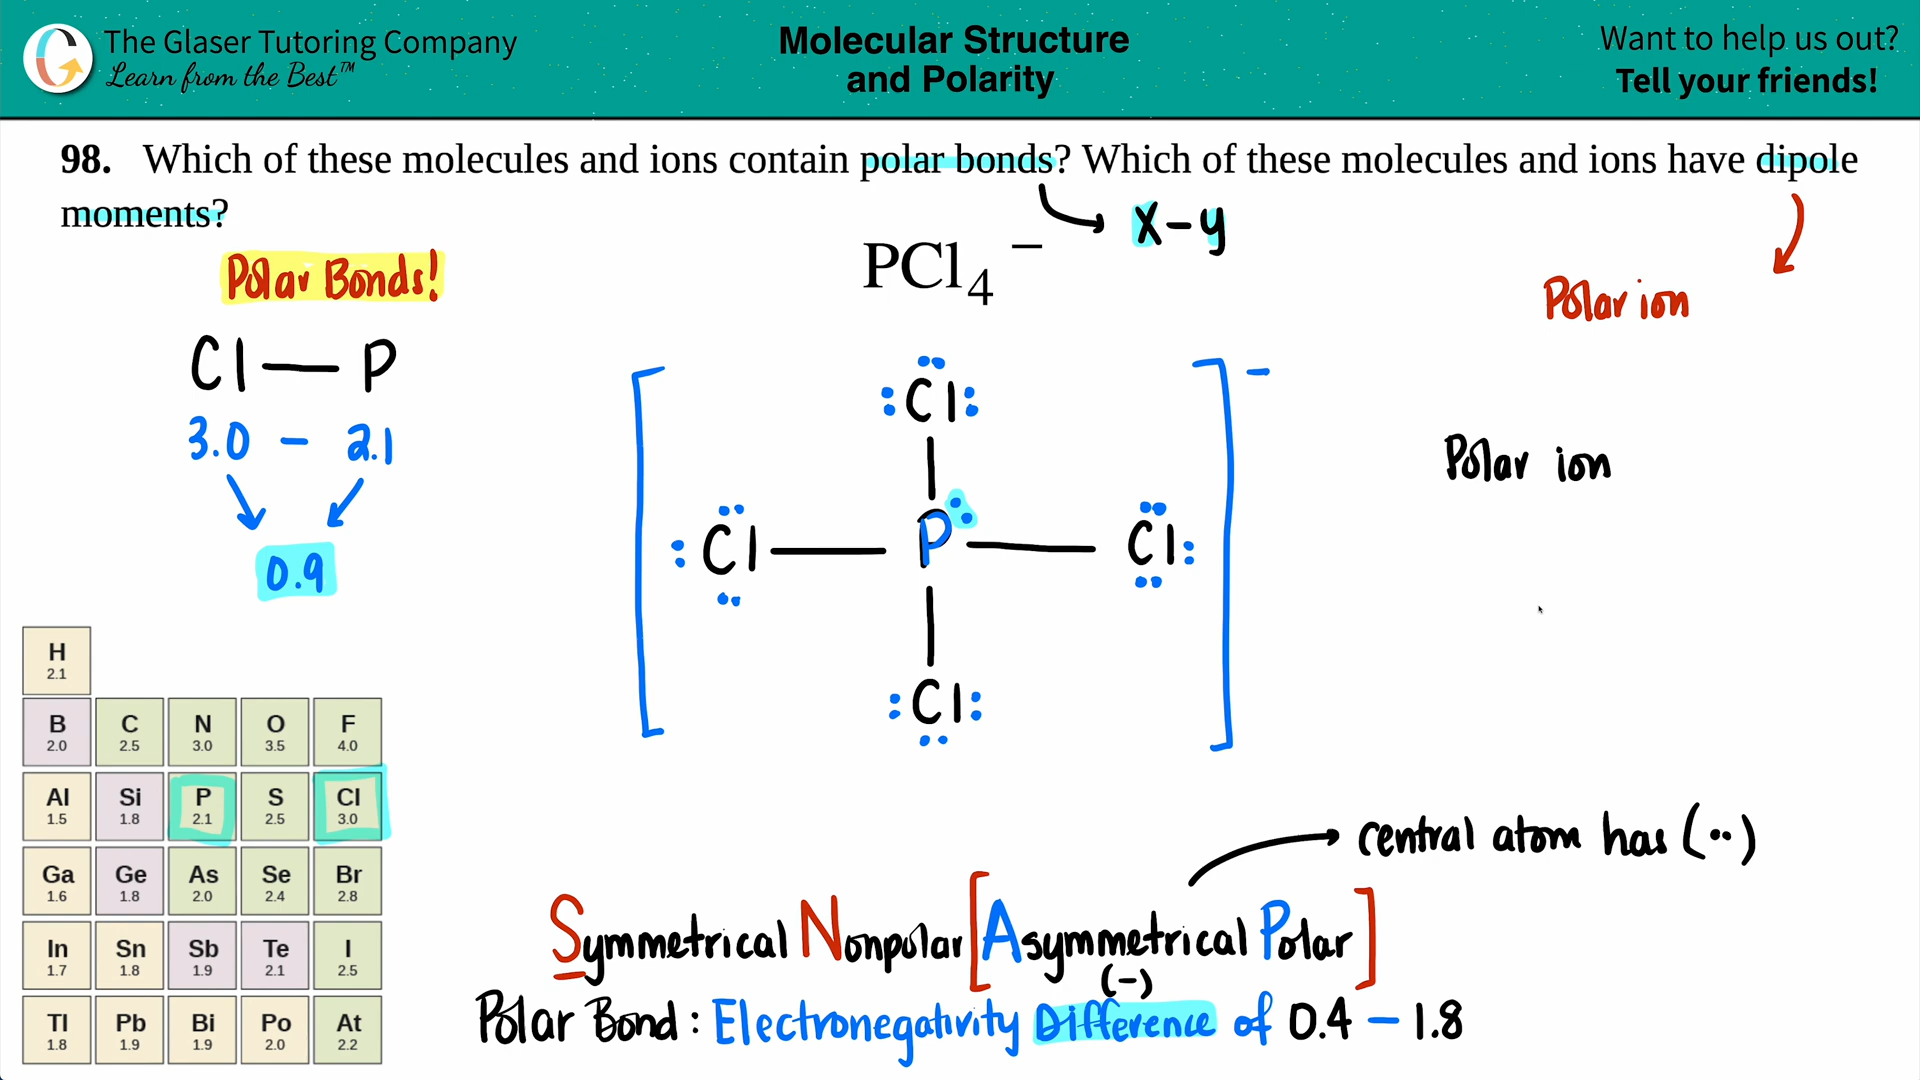 The Glaser Tutoring Company
Learn from the Best™
Molecular Structure
and Polarity
Want to help us out?
Tell your friends!
98. Which of these molecules and ions contain polar bonds? Which of these molecules and ions have dipole
moments?
X - y
Polar Bonds!
PCl4 −
Polar ion
Cl — P
3.0 - 2.1
0.9
Cl
Cl P Cl
Cl
−
Polar ion
H
2.1
B C N O F
2.0 2.5 3.0 3.5 4.0
Al Si P S Cl
1.5 1.8 2.1 2.5 3.0
Ga Ge As Se Br
1.6 1.8 2.0 2.4 2.8
In Sn Sb Te I
1.7 1.8 1.9 2.1 2.5
Tl Pb Bi Po At
1.8 1.9 1.9 2.0 2.2
central atom has (··)
Symmetrical Nonpolar [Asymmetrical Polar]
(-)
Polar Bond: Electronegativity Difference of 0.4 - 1.8